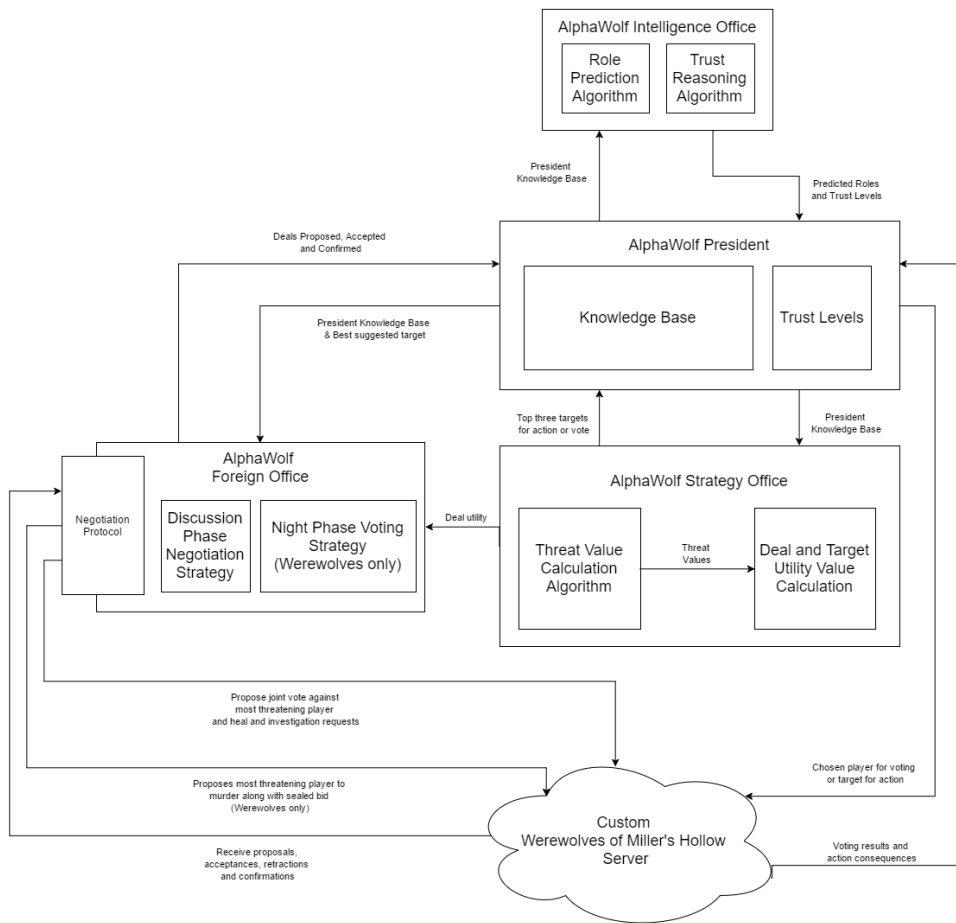 AlphaWolf Intelligence Office
Role
Prediction
Algorithm
Trust
Reasoning
Algorithm
President
Knowledge Base
Predicted Roles
and Trust Levels
Deals Proposed, Accepted
and Confirmed
AlphaWolf President
Knowledge Base
Trust Levels
President Knowledge Base
& Best suggested target
Top three targets
for action or vote
President
Knowledge Base
AlphaWolf
Foreign Office
Negotiation
Protocol
Discussion
Phase
Negotiation
Strategy
Night Phase Voting
Strategy
(Werewolves only)
Deal utility
AlphaWolf Strategy Office
Threat Value
Calculation
Algorithm
Threat
Values
Deal and Target
Utility Value
Calculation
Propose joint vote against
most threatening player
and heal and investigation requests
Proposes most threatening player to
murder along with sealed bid
(Werewolves only)
Chosen player for voting
or target for action
Custom
Werewolves of Miller's Hollow
Server
Receive proposals,
acceptances, retractions
and confirmations
Voting results and
action consequences